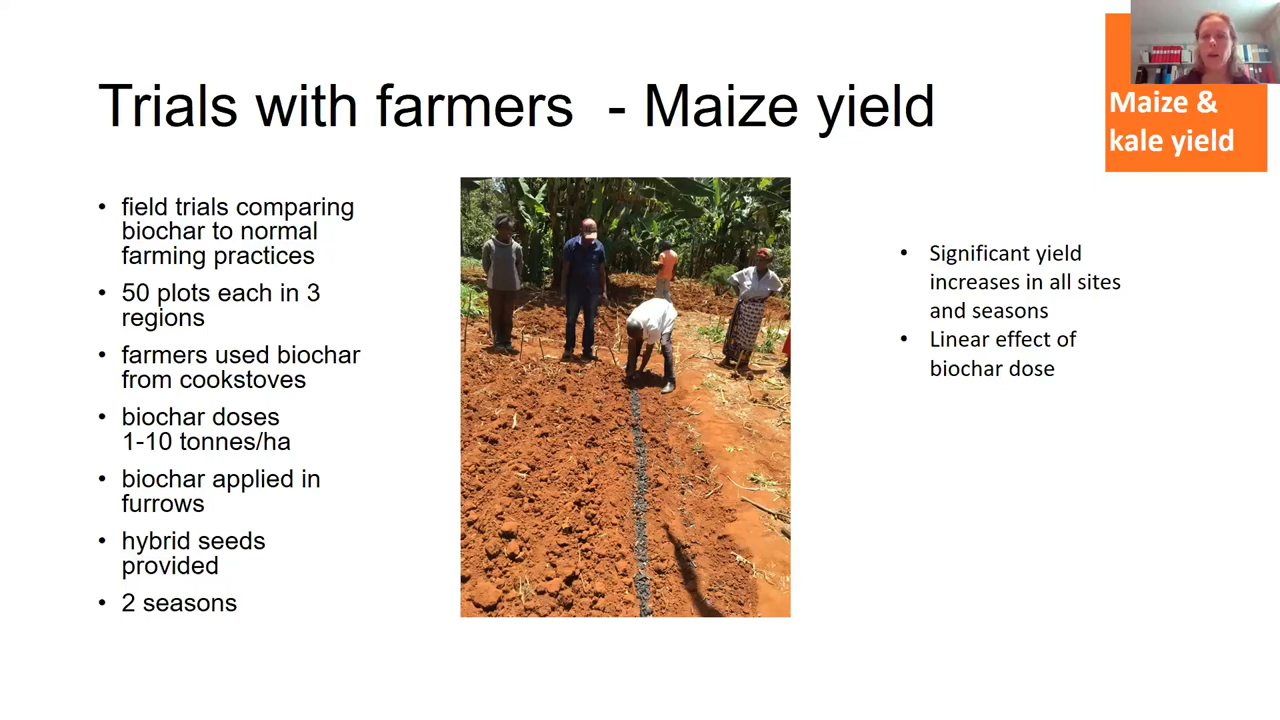 Trials with farmers - Maize yield
Maize &
kale yield
• field trials comparing
biochar to normal
farming practices
• 50 plots each in 3
regions
• farmers used biochar
from cookstoves
• biochar doses
1-10 tonnes/ha
• biochar applied in
furrows
• hybrid seeds
provided
• 2 seasons
• Significant yield
increases in all sites
and seasons
• Linear effect of
biochar dose